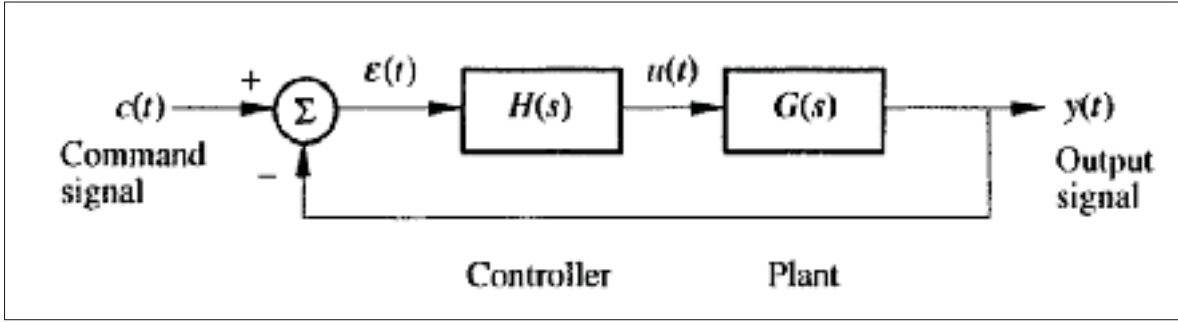 +
ε(t)
u(t)
c(t)
Σ
H(s)
G(s)
y(t)
Command
signal
−
Output
signal
Controller
Plant